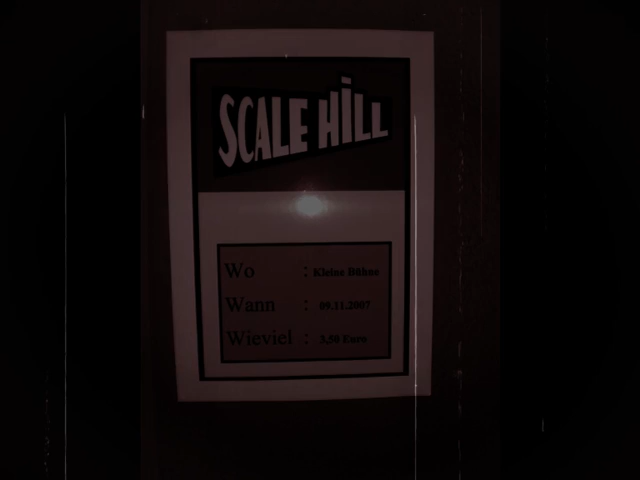 SCALE HILL
Wo : Kleine Bühne
Wann : 09.11.2007
Wieviel : 3,50 Euro